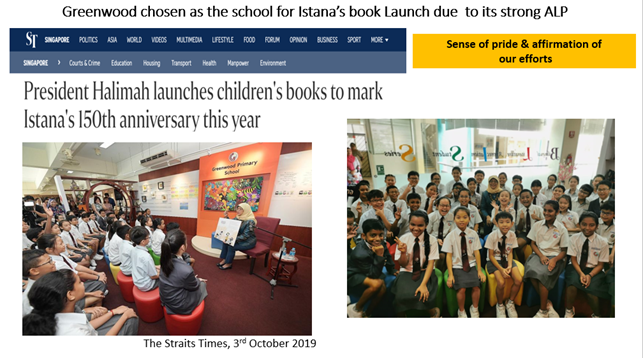 Greenwood chosen as the school for Istana's book Launch due to its strong ALP
ST SINGAPORE POLITICS ASIA WORLD VIDEOS MULTIMEDIA LIFESTYLE FOOD FORUM OPINION BUSINESS SPORT MORE ▾
SINGAPORE > Courts & Crime Education Housing Transport Health Manpower Environment
Sense of pride & affirmation of
our efforts
President Halimah launches children's books to mark
Istana's 150th anniversary this year
Greenwood Primary
School
The Straits Times, 3rd October 2019